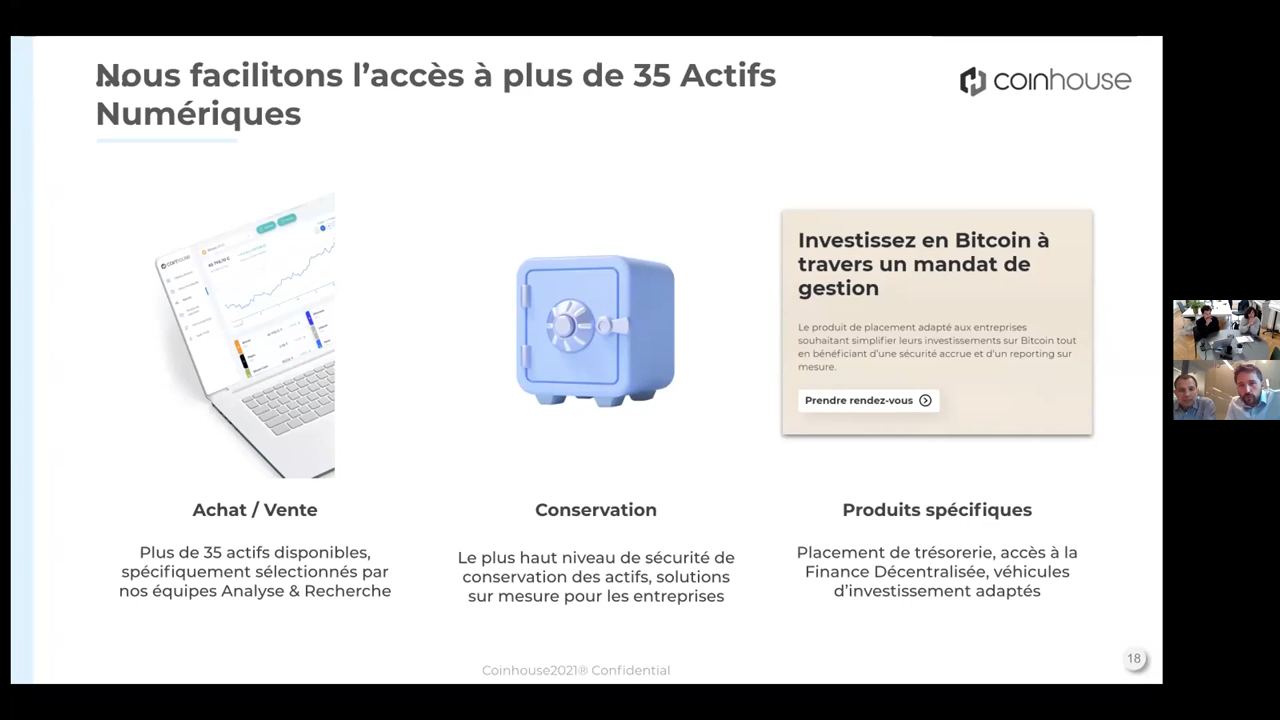 Nous facilitons l’accès à plus de 35 Actifs
Numériques
coinhouse
Investissez en Bitcoin à
travers un mandat de
gestion
Le produit de placement adapté aux entreprises
souhaitant simplifier leurs investissements sur Bitcoin tout
en bénéficiant d’une sécurité accrue et d’un reporting sur
mesure.
Prendre rendez-vous
Achat / Vente
Plus de 35 actifs disponibles,
spécifiquement sélectionnés par
nos équipes Analyse & Recherche
Conservation
Le plus haut niveau de sécurité de
conservation des actifs, solutions
sur mesure pour les entreprises
Produits spécifiques
Placement de trésorerie, accès à la
Finance Décentralisée, véhicules
d’investissement adaptés
Coinhouse2021® Confidential
18